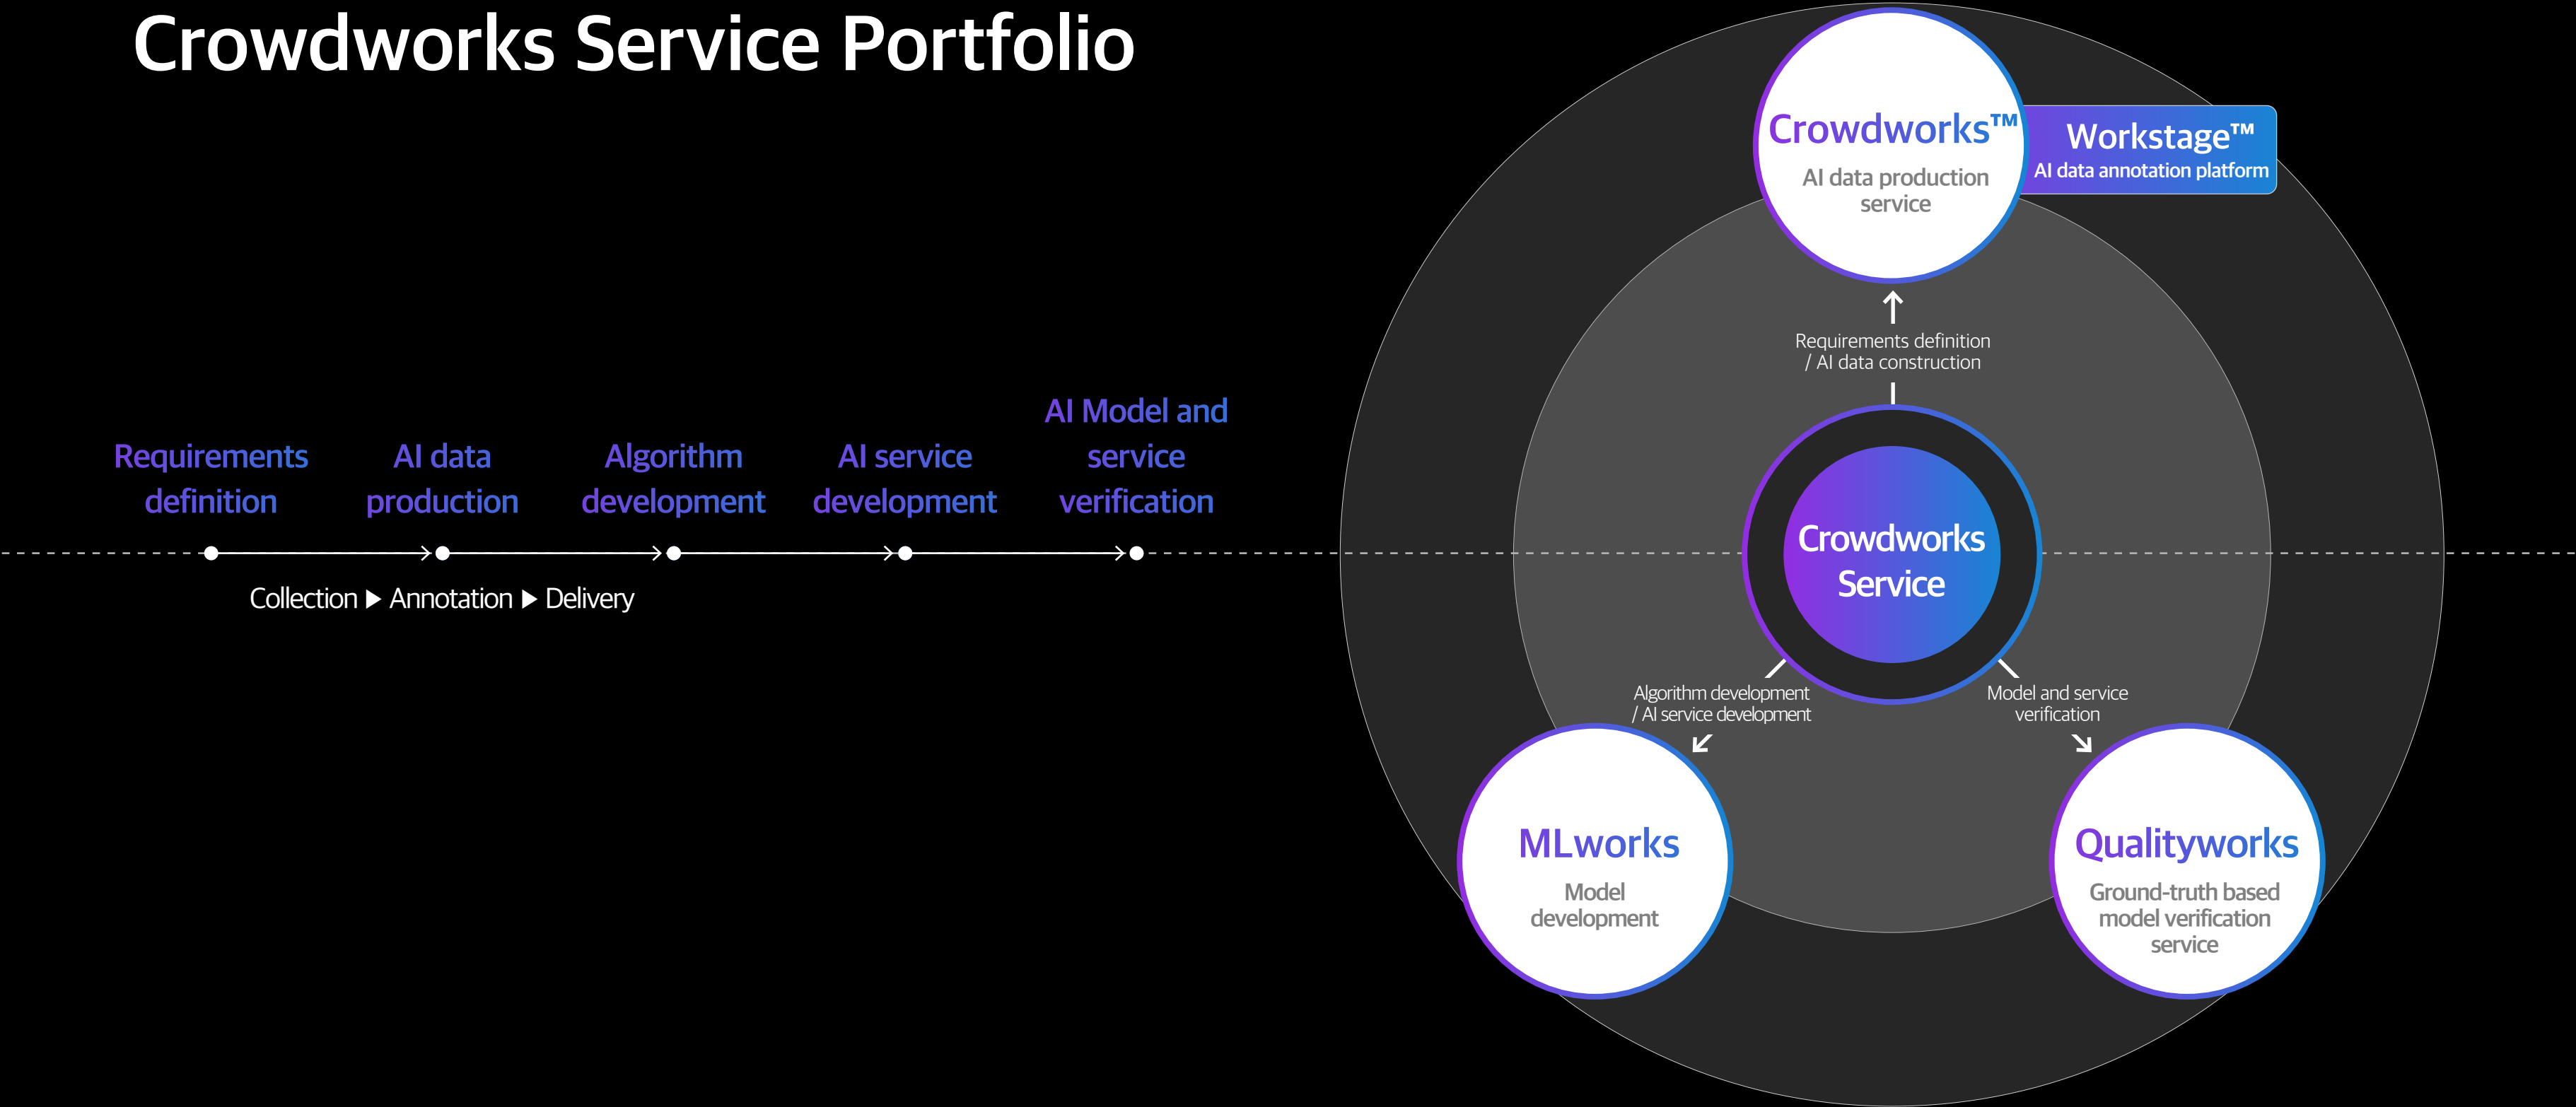 Crowdworks Service Portfolio
Requirements
definition
AI data
production
Algorithm
development
AI service
development
AI Model and
service
verification
Collection ▶ Annotation ▶ Delivery
Crowdworks™
AI data production
service
Workstage™
AI data annotation platform
Requirements definition
/ AI data construction
Crowdworks
Service
Algorithm development
/ AI service development
Model and service
verification
MLworks
Model
development
Qualityworks
Ground-truth based
model verification
service